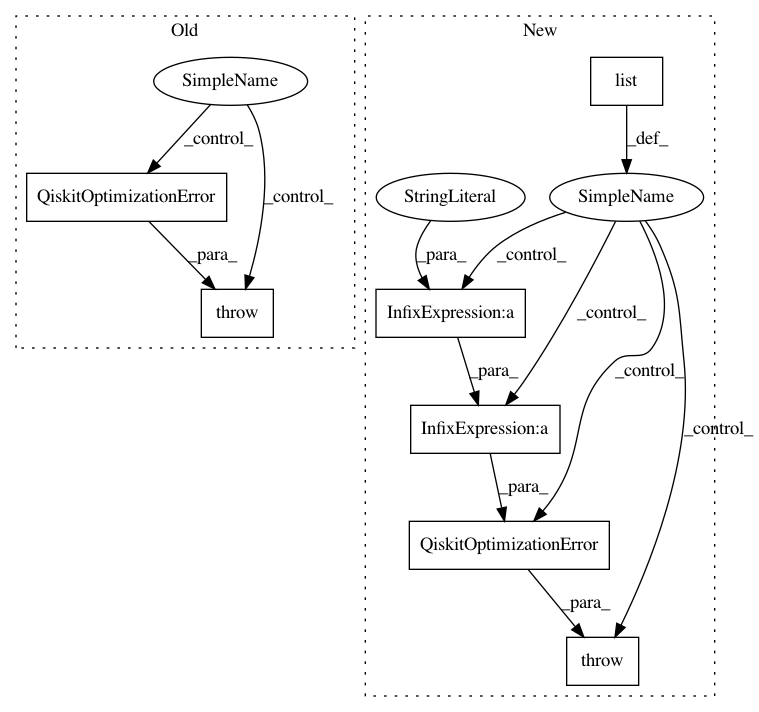 Old
New
SimpleName
list
_control_
_def_
QiskitOptimizationError
StringLiteral
SimpleName
_control_
_para_
_para_
_control_
throw
InfixExpression:a
_control_
_para_
_control_
InfixExpression:a
_control_
_para_
QiskitOptimizationError
_para_
throw